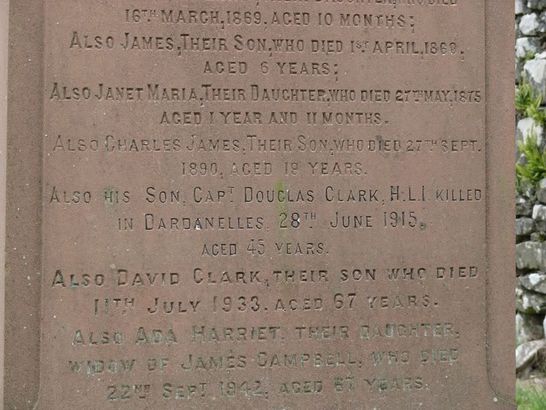 DAUGHTER, WHO DIED
16TH MARCH, 1869. AGED 10 MONTHS;
ALSO JAMES, THEIR SON, WHO DIED 1ST APRIL, 1869,
AGED 6 YEARS;
ALSO JANET MARIA, THEIR DAUGHTER, WHO DIED 27TH MAY, 1875
AGED 1 YEAR AND 11 MONTHS.
ALSO CHARLES JAMES, THEIR SON, WHO DIED 27TH SEPT.
1890, AGED 19 YEARS.
ALSO HIS SON, CAPT DOUGLAS CLARK, H.L.I. KILLED
IN DARDANELLES, 28TH JUNE 1915,
AGED 45 YEARS.
ALSO DAVID CLARK, THEIR SON WHO DIED
11TH JULY 1933. AGED 67 YEARS.
ALSO ADA HARRIET, THEIR DAUGHTER,
WIDOW OF JAMES CAMPBELL, WHO DIED
22ND SEPT 1942, AGED 67 YEARS.